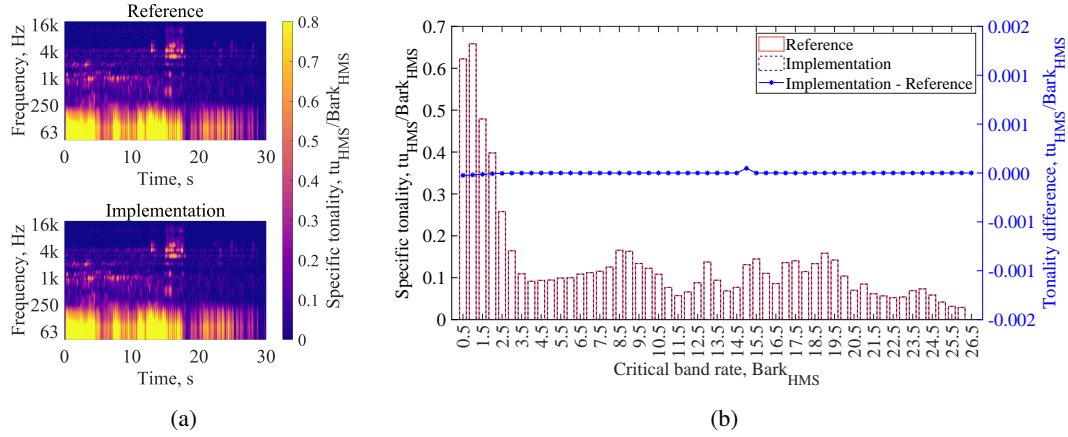 Reference
16k
4k
1k
250
63
Frequency, Hz
0 10 20 30
Time, s
Implementation
16k
4k
1k
250
63
Frequency, Hz
0 10 20 30
Time, s
0.8
0.7
0.6
0.5
0.4
0.3
0.2
0.1
0
Specific tonality, tu_HMS/Bark_HMS
(a)
0.7
0.6
0.5
0.4
0.3
0.2
0.1
0
Specific tonality, tu_HMS/Bark_HMS
Reference
Implementation
Implementation - Reference
0.002
0.001
0.001
0.000
-0.001
-0.001
-0.002
Tonality difference, tu_HMS/Bark_HMS
0.5 1.5 2.5 3.5 4.5 5.5 6.5 7.5 8.5 9.5 10.5 11.5 12.5 13.5 14.5 15.5 16.5 17.5 18.5 19.5 20.5 21.5 22.5 23.5 24.5 25.5 26.5
Critical band rate, Bark_HMS
(b)